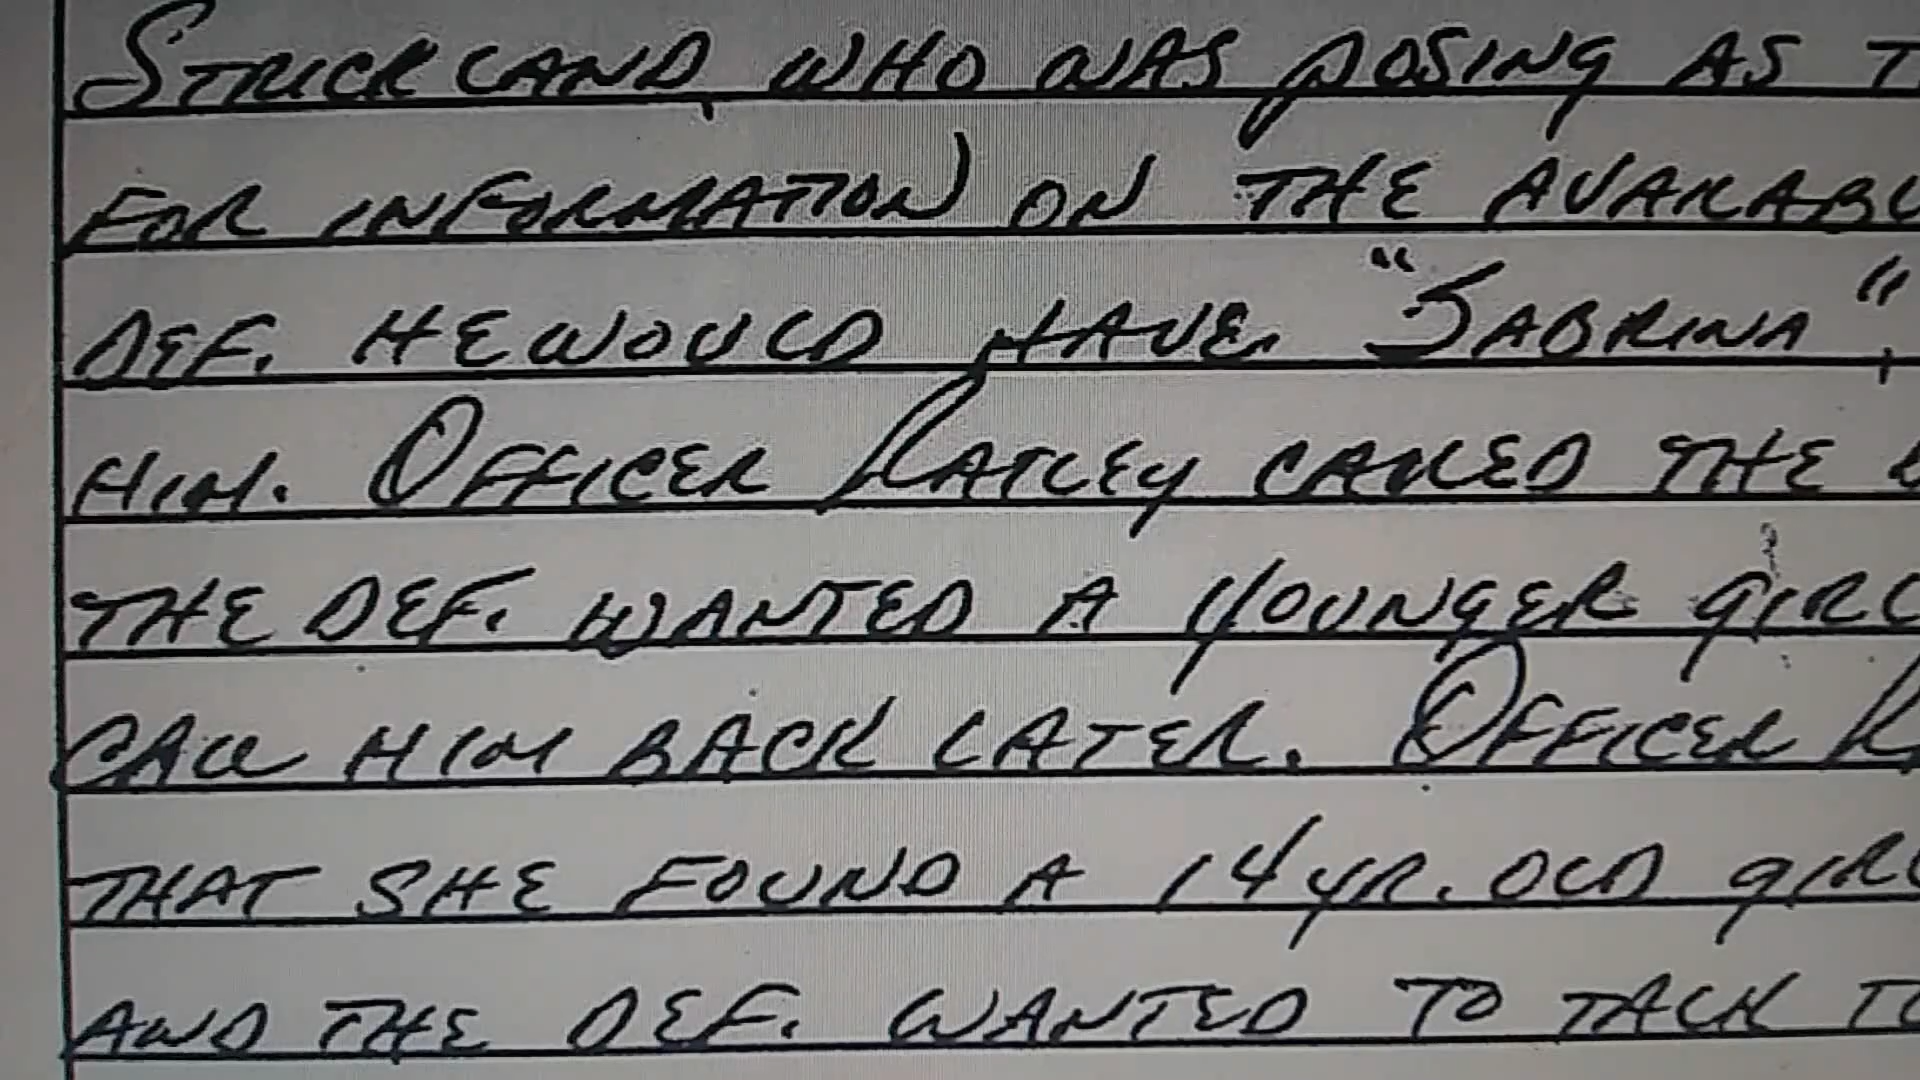 STRICKLAND, WHO WAS POSING AS T
FOR INFORMATION ON THE AVAILABL
DEF. HE WOULD HAVE "SABRINA",
HIM. OFFICER RATLEY CALLED THE
THE DEF. WANTED A YOUNGER GIRL
CALL HIM BACK LATER. OFFICER RA
THAT SHE FOUND A 14 YR. OLD GIRL
AND THE DEF. WANTED TO TALK TO